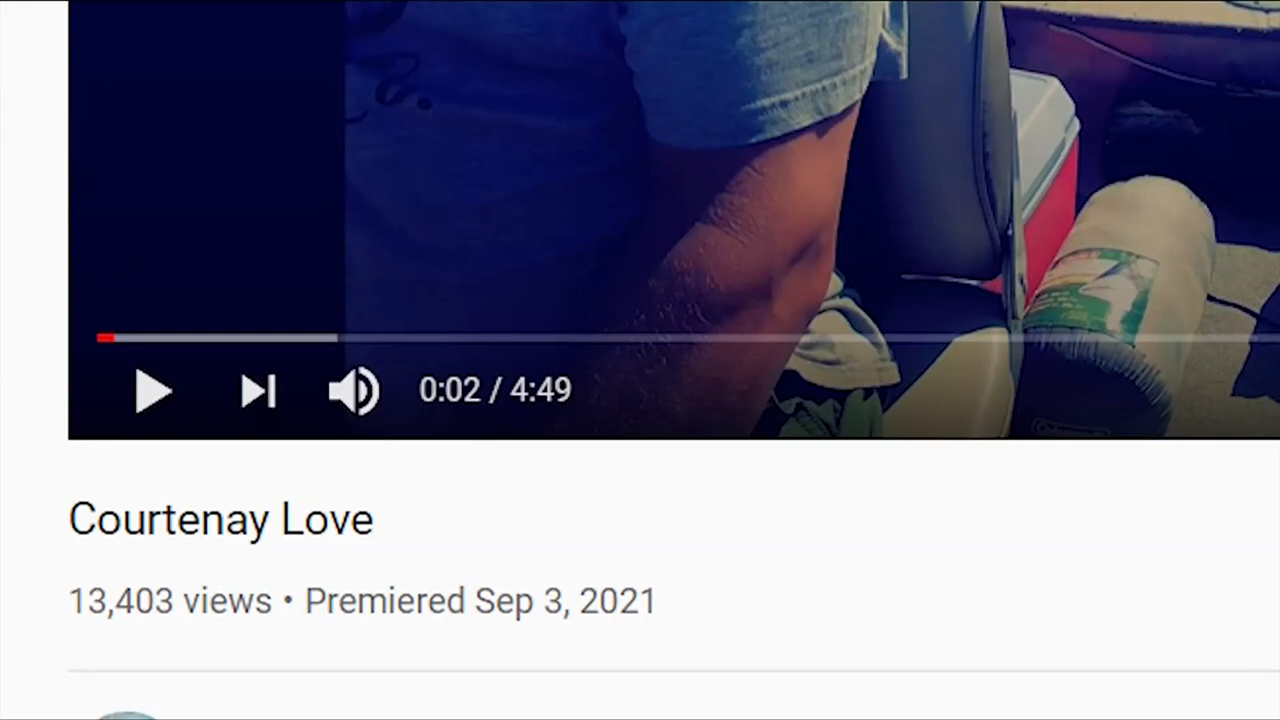 0:02 / 4:49
Courtenay Love
13,403 views • Premiered Sep 3, 2021